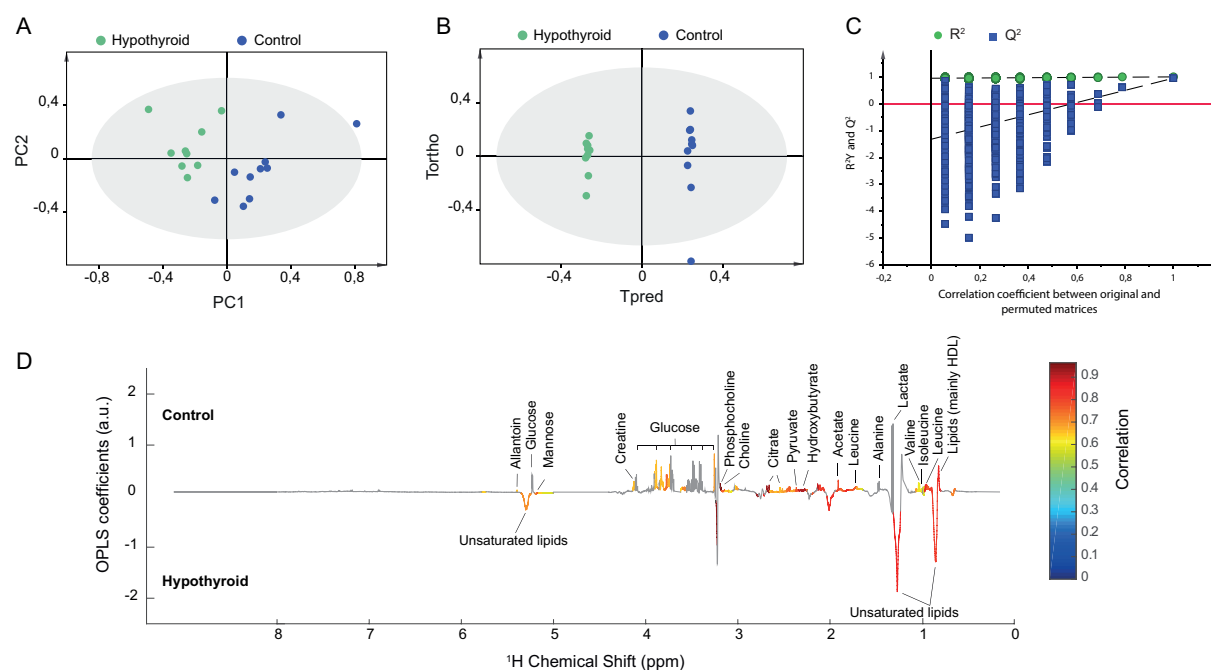 A
Hypothyroid
Control
PC2
0,4
0
-0,4
-0,8
-0,4
0
0,4
0,8
PC1
B
Hypothyroid
Control
Tortho
0,4
0
-0,4
-0,4
0
0,4
Tpred
C
R²
Q²
R²Y and Q²
1
0
-1
-2
-3
-4
-5
-6
-0,2
0
0,2
0,4
0,6
0,8
1
Correlation coefficient between original and
permuted matrices
D
OPLS coefficients (a.u.)
2
1
0
-1
-2
Control
Hypothyroid
Allantoin
Glucose
Mannose
Unsaturated lipids
Creatine
Glucose
Phosphocholine
Choline
Citrate
Pyruvate
Hydroxybutyrate
Acetate
Leucine
Alanine
Lactate
Valine
Isoleucine
Leucine
Lipids (mainly HDL)
Unsaturated lipids
8
7
6
5
4
3
2
1
0
¹H Chemical Shift (ppm)
0.9
0.8
0.7
0.6
0.5
0.4
0.3
0.2
0.1
0
Correlation